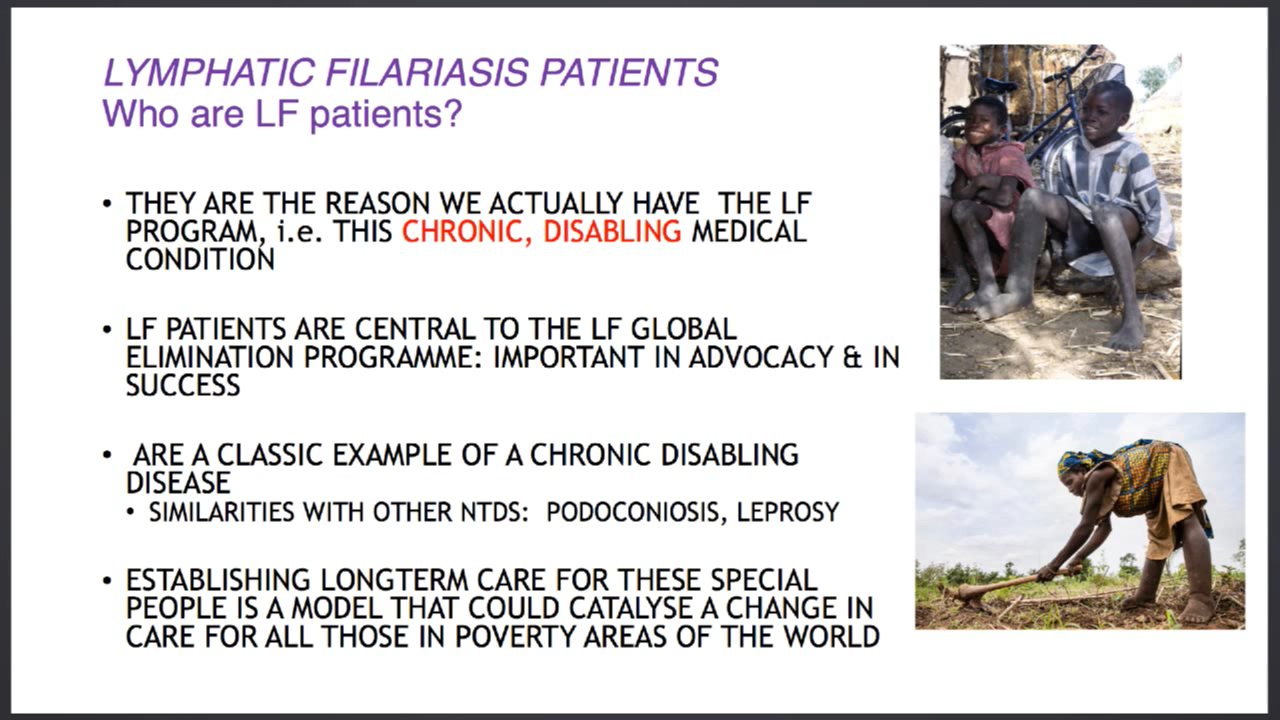 LYMPHATIC FILARIASIS PATIENTS
Who are LF patients?
• THEY ARE THE REASON WE ACTUALLY HAVE THE LF
PROGRAM, i.e. THIS CHRONIC, DISABLING MEDICAL
CONDITION
• LF PATIENTS ARE CENTRAL TO THE LF GLOBAL
ELIMINATION PROGRAMME: IMPORTANT IN ADVOCACY & IN
SUCCESS
• ARE A CLASSIC EXAMPLE OF A CHRONIC DISABLING
DISEASE
• SIMILARITIES WITH OTHER NTDS: PODOCONIOSIS, LEPROSY
• ESTABLISHING LONGTERM CARE FOR THESE SPECIAL
PEOPLE IS A MODEL THAT COULD CATALYSE A CHANGE IN
CARE FOR ALL THOSE IN POVERTY AREAS OF THE WORLD